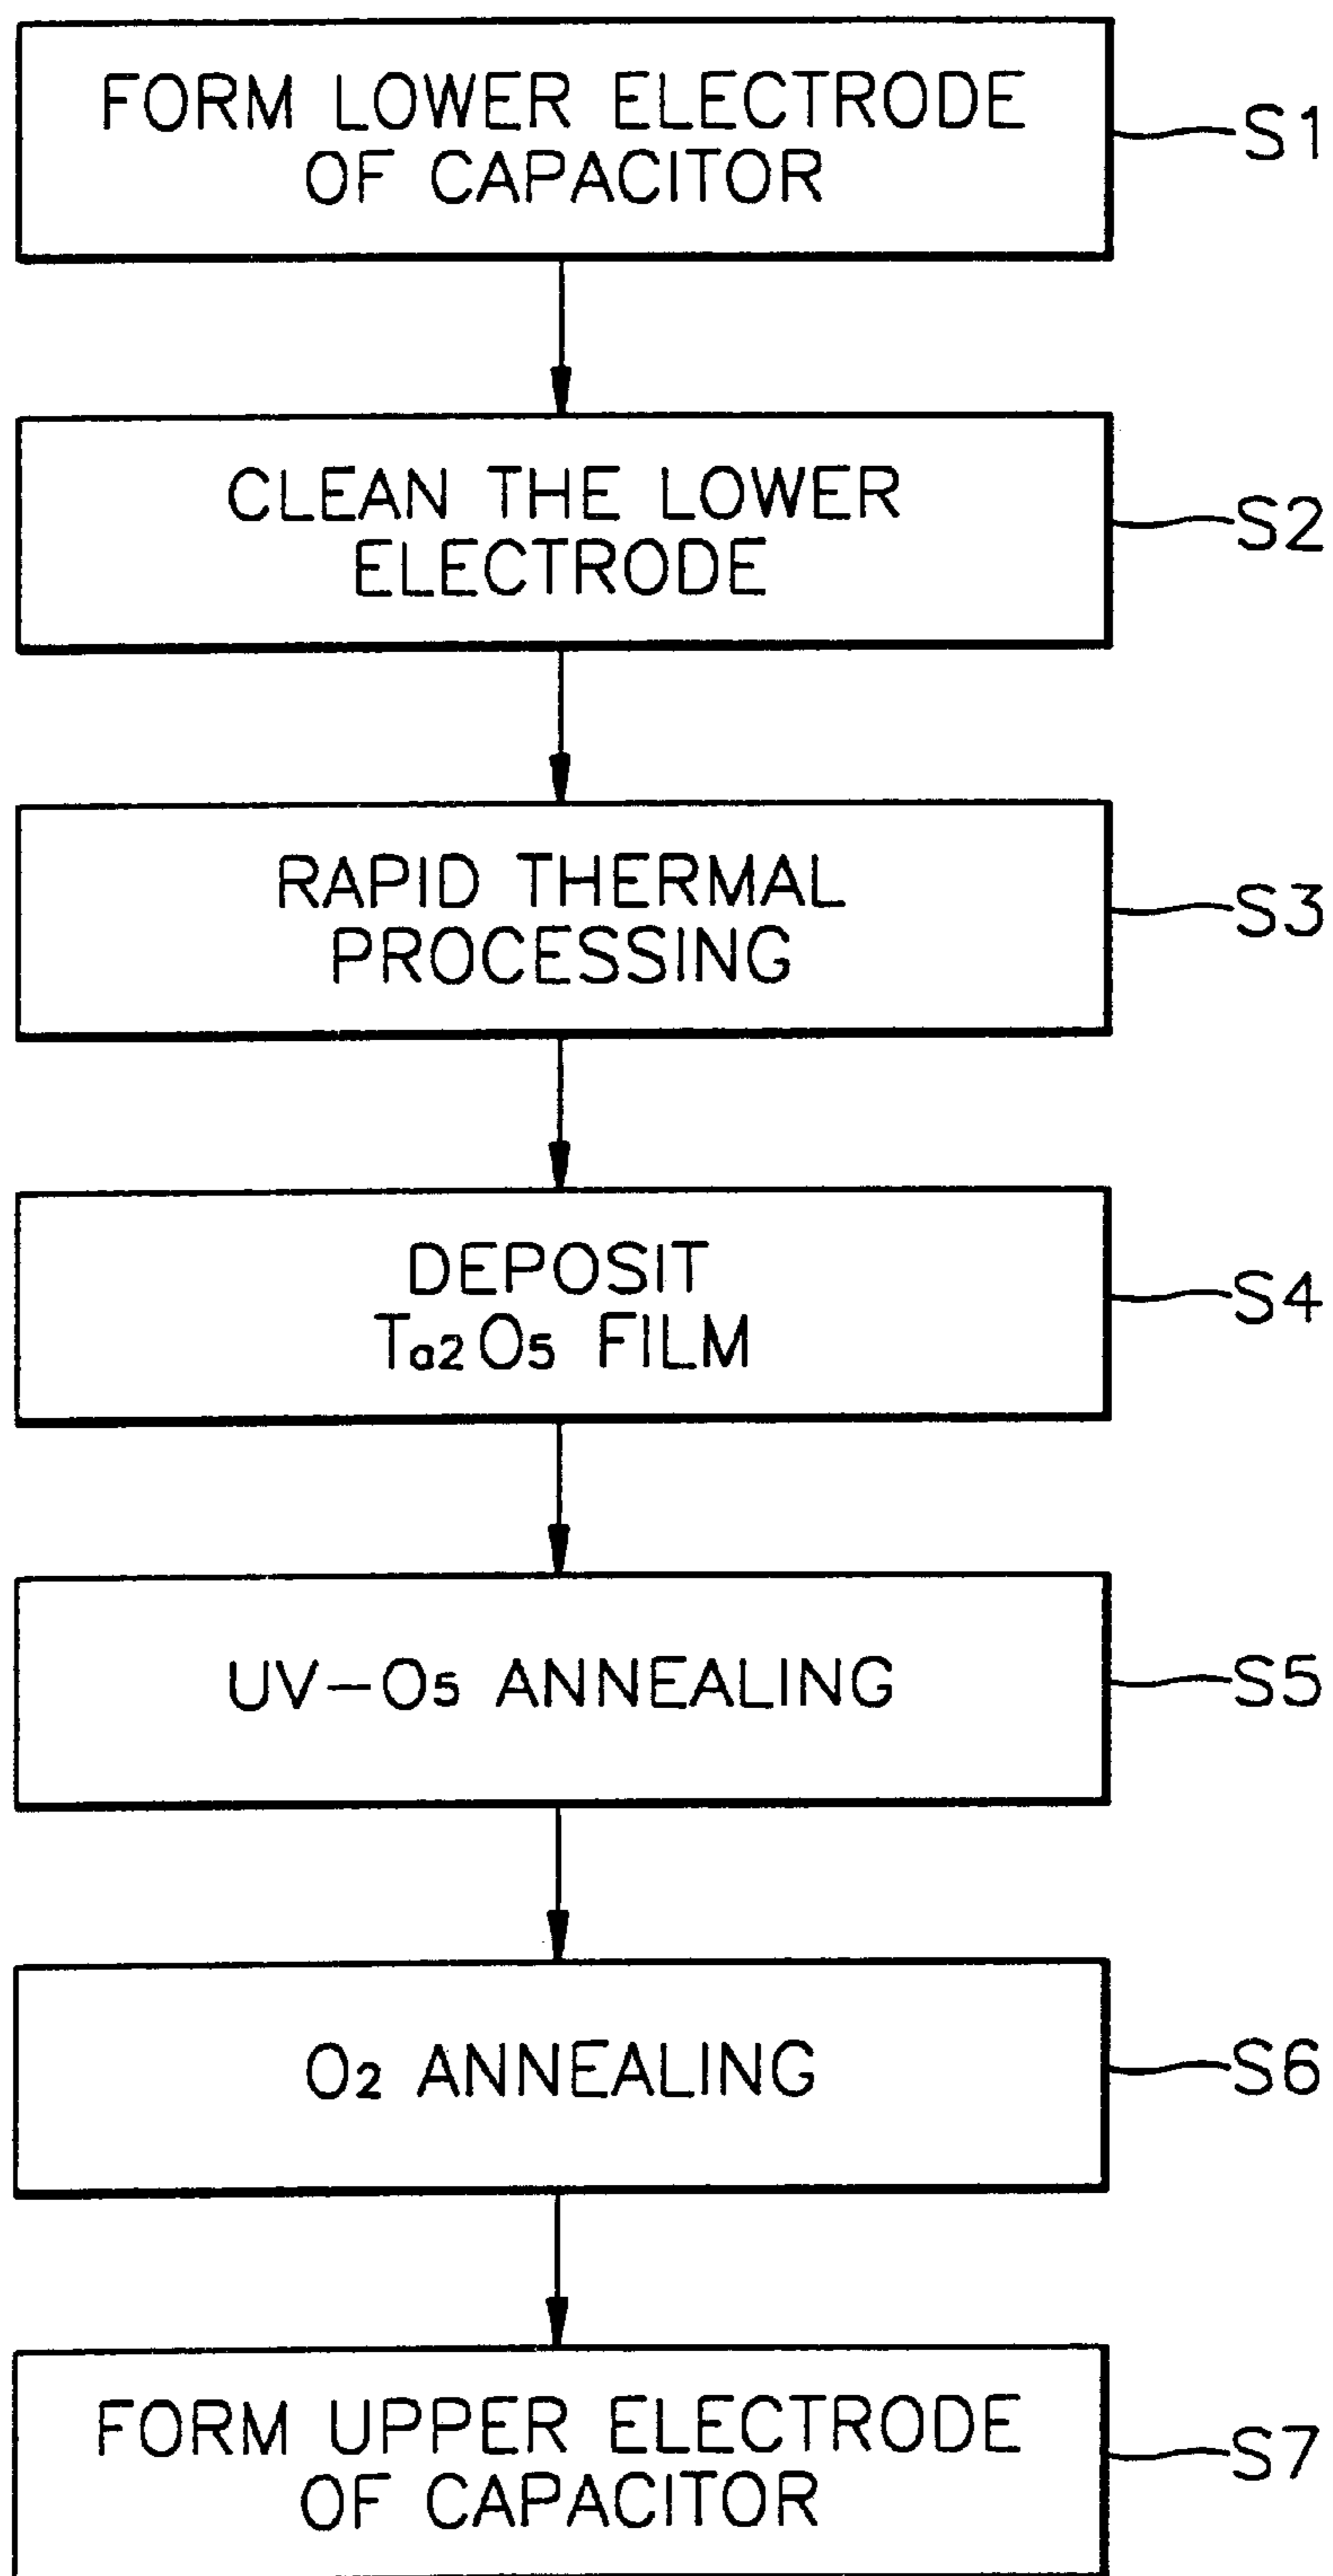 FORM LOWER ELECTRODE
OF CAPACITOR
S1
CLEAN THE LOWER
ELECTRODE
S2
RAPID THERMAL
PROCESSING
S3
DEPOSIT
Ta2O5 FILM
S4
UV-O5 ANNEALING
S5
O2 ANNEALING
S6
FORM UPPER ELECTRODE
OF CAPACITOR
S7